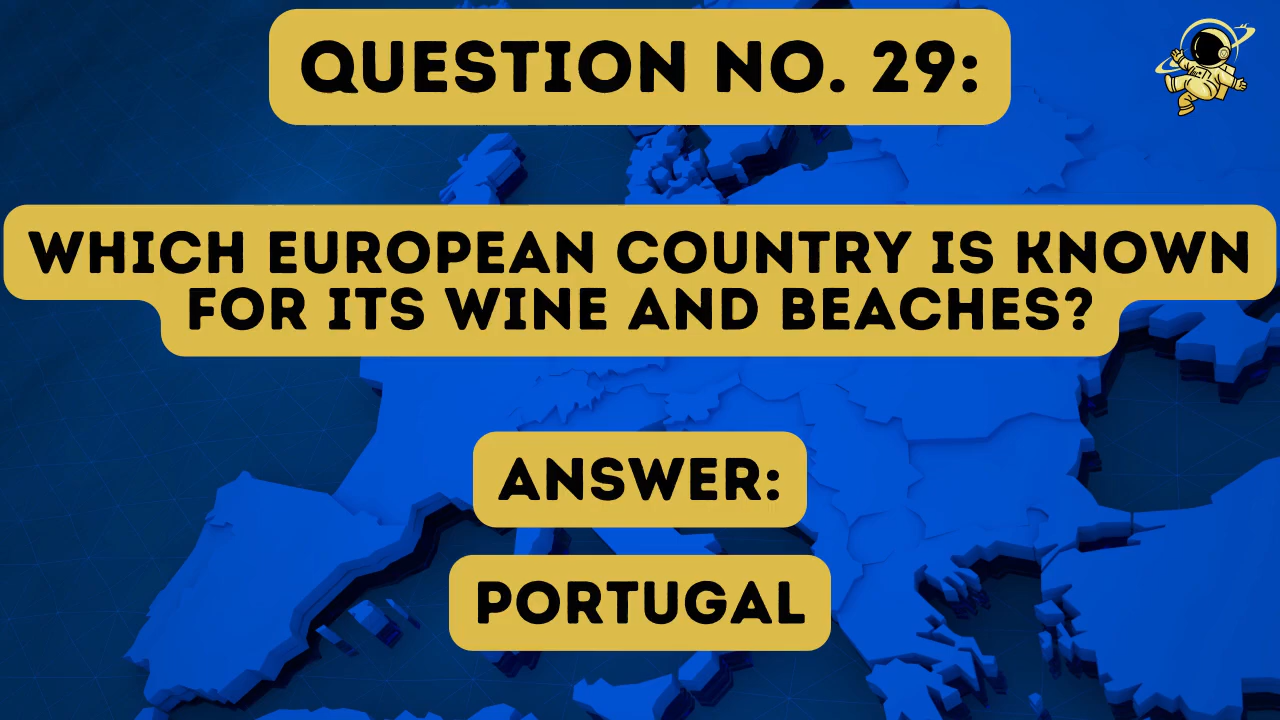 QUESTION NO. 29:
WHICH EUROPEAN COUNTRY IS KNOWN
FOR ITS WINE AND BEACHES?
ANSWER:
PORTUGAL